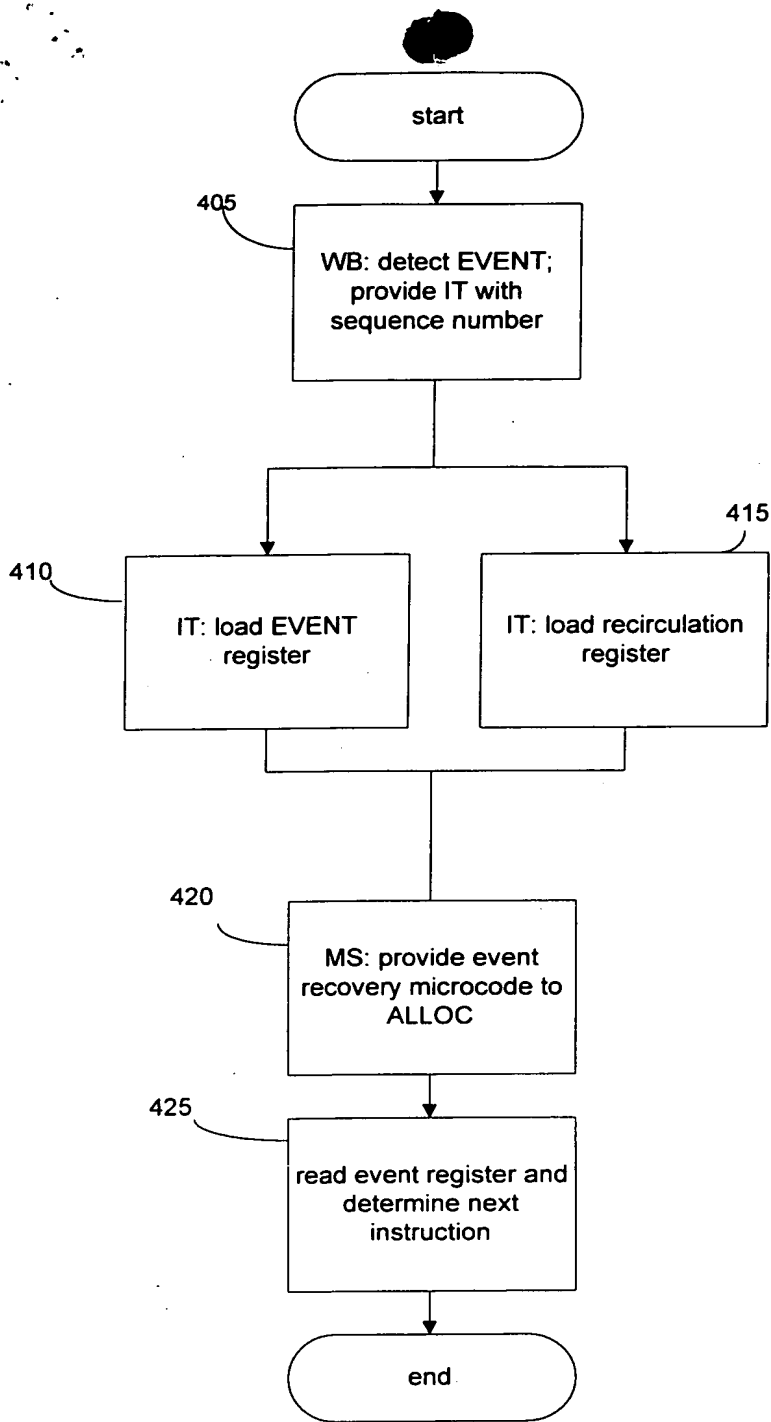 start
405
WB: detect EVENT;
provide IT with
sequence number
415
410
IT: load EVENT
register
IT: load recirculation
register
420
MS: provide event
recovery microcode to
ALLOC
425
read event register and
determine next
instruction
end